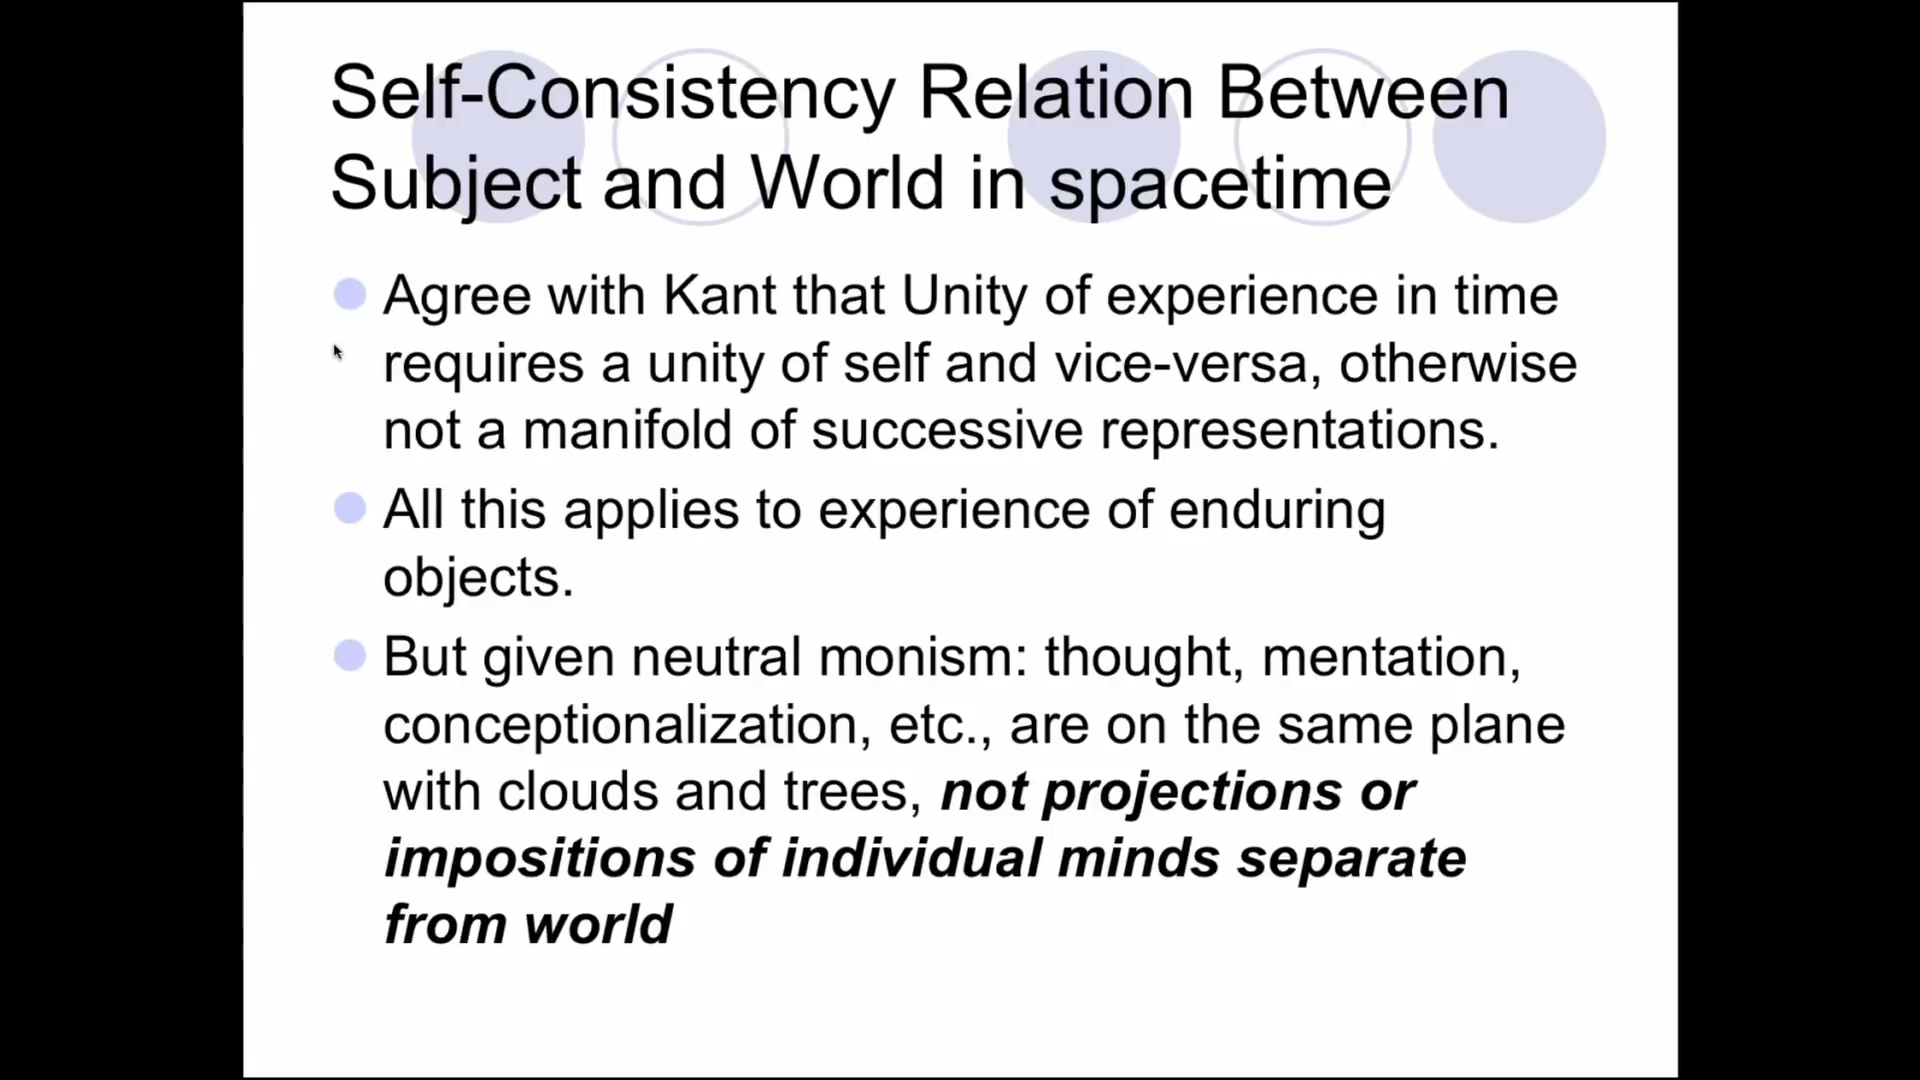 Self-Consistency Relation Between
Subject and World in spacetime
Agree with Kant that Unity of experience in time
requires a unity of self and vice-versa, otherwise
not a manifold of successive representations.
All this applies to experience of enduring
objects.
But given neutral monism: thought, mentation,
conceptionalization, etc., are on the same plane
with clouds and trees, not projections or
impositions of individual minds separate
from world